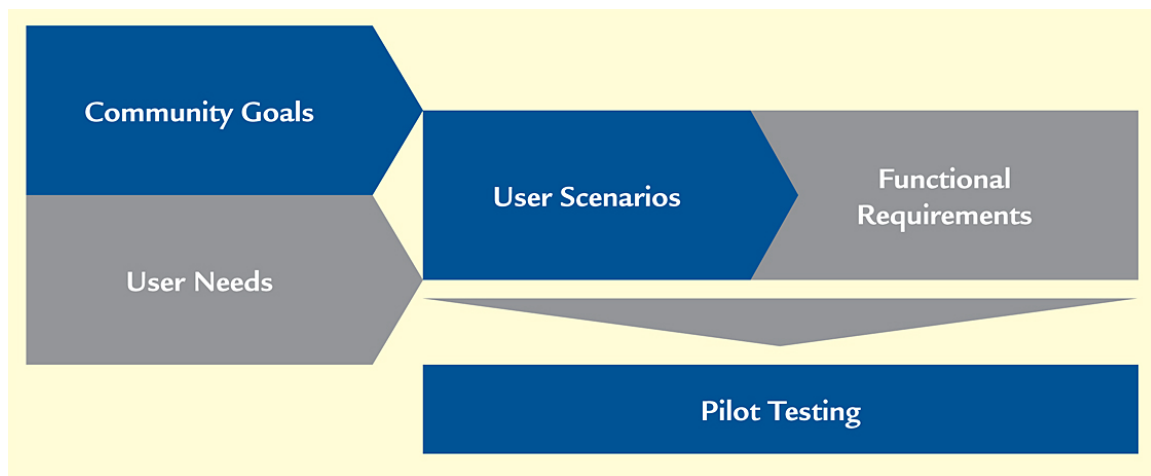 Community Goals
User Needs
User Scenarios
Functional
Requirements
Pilot Testing